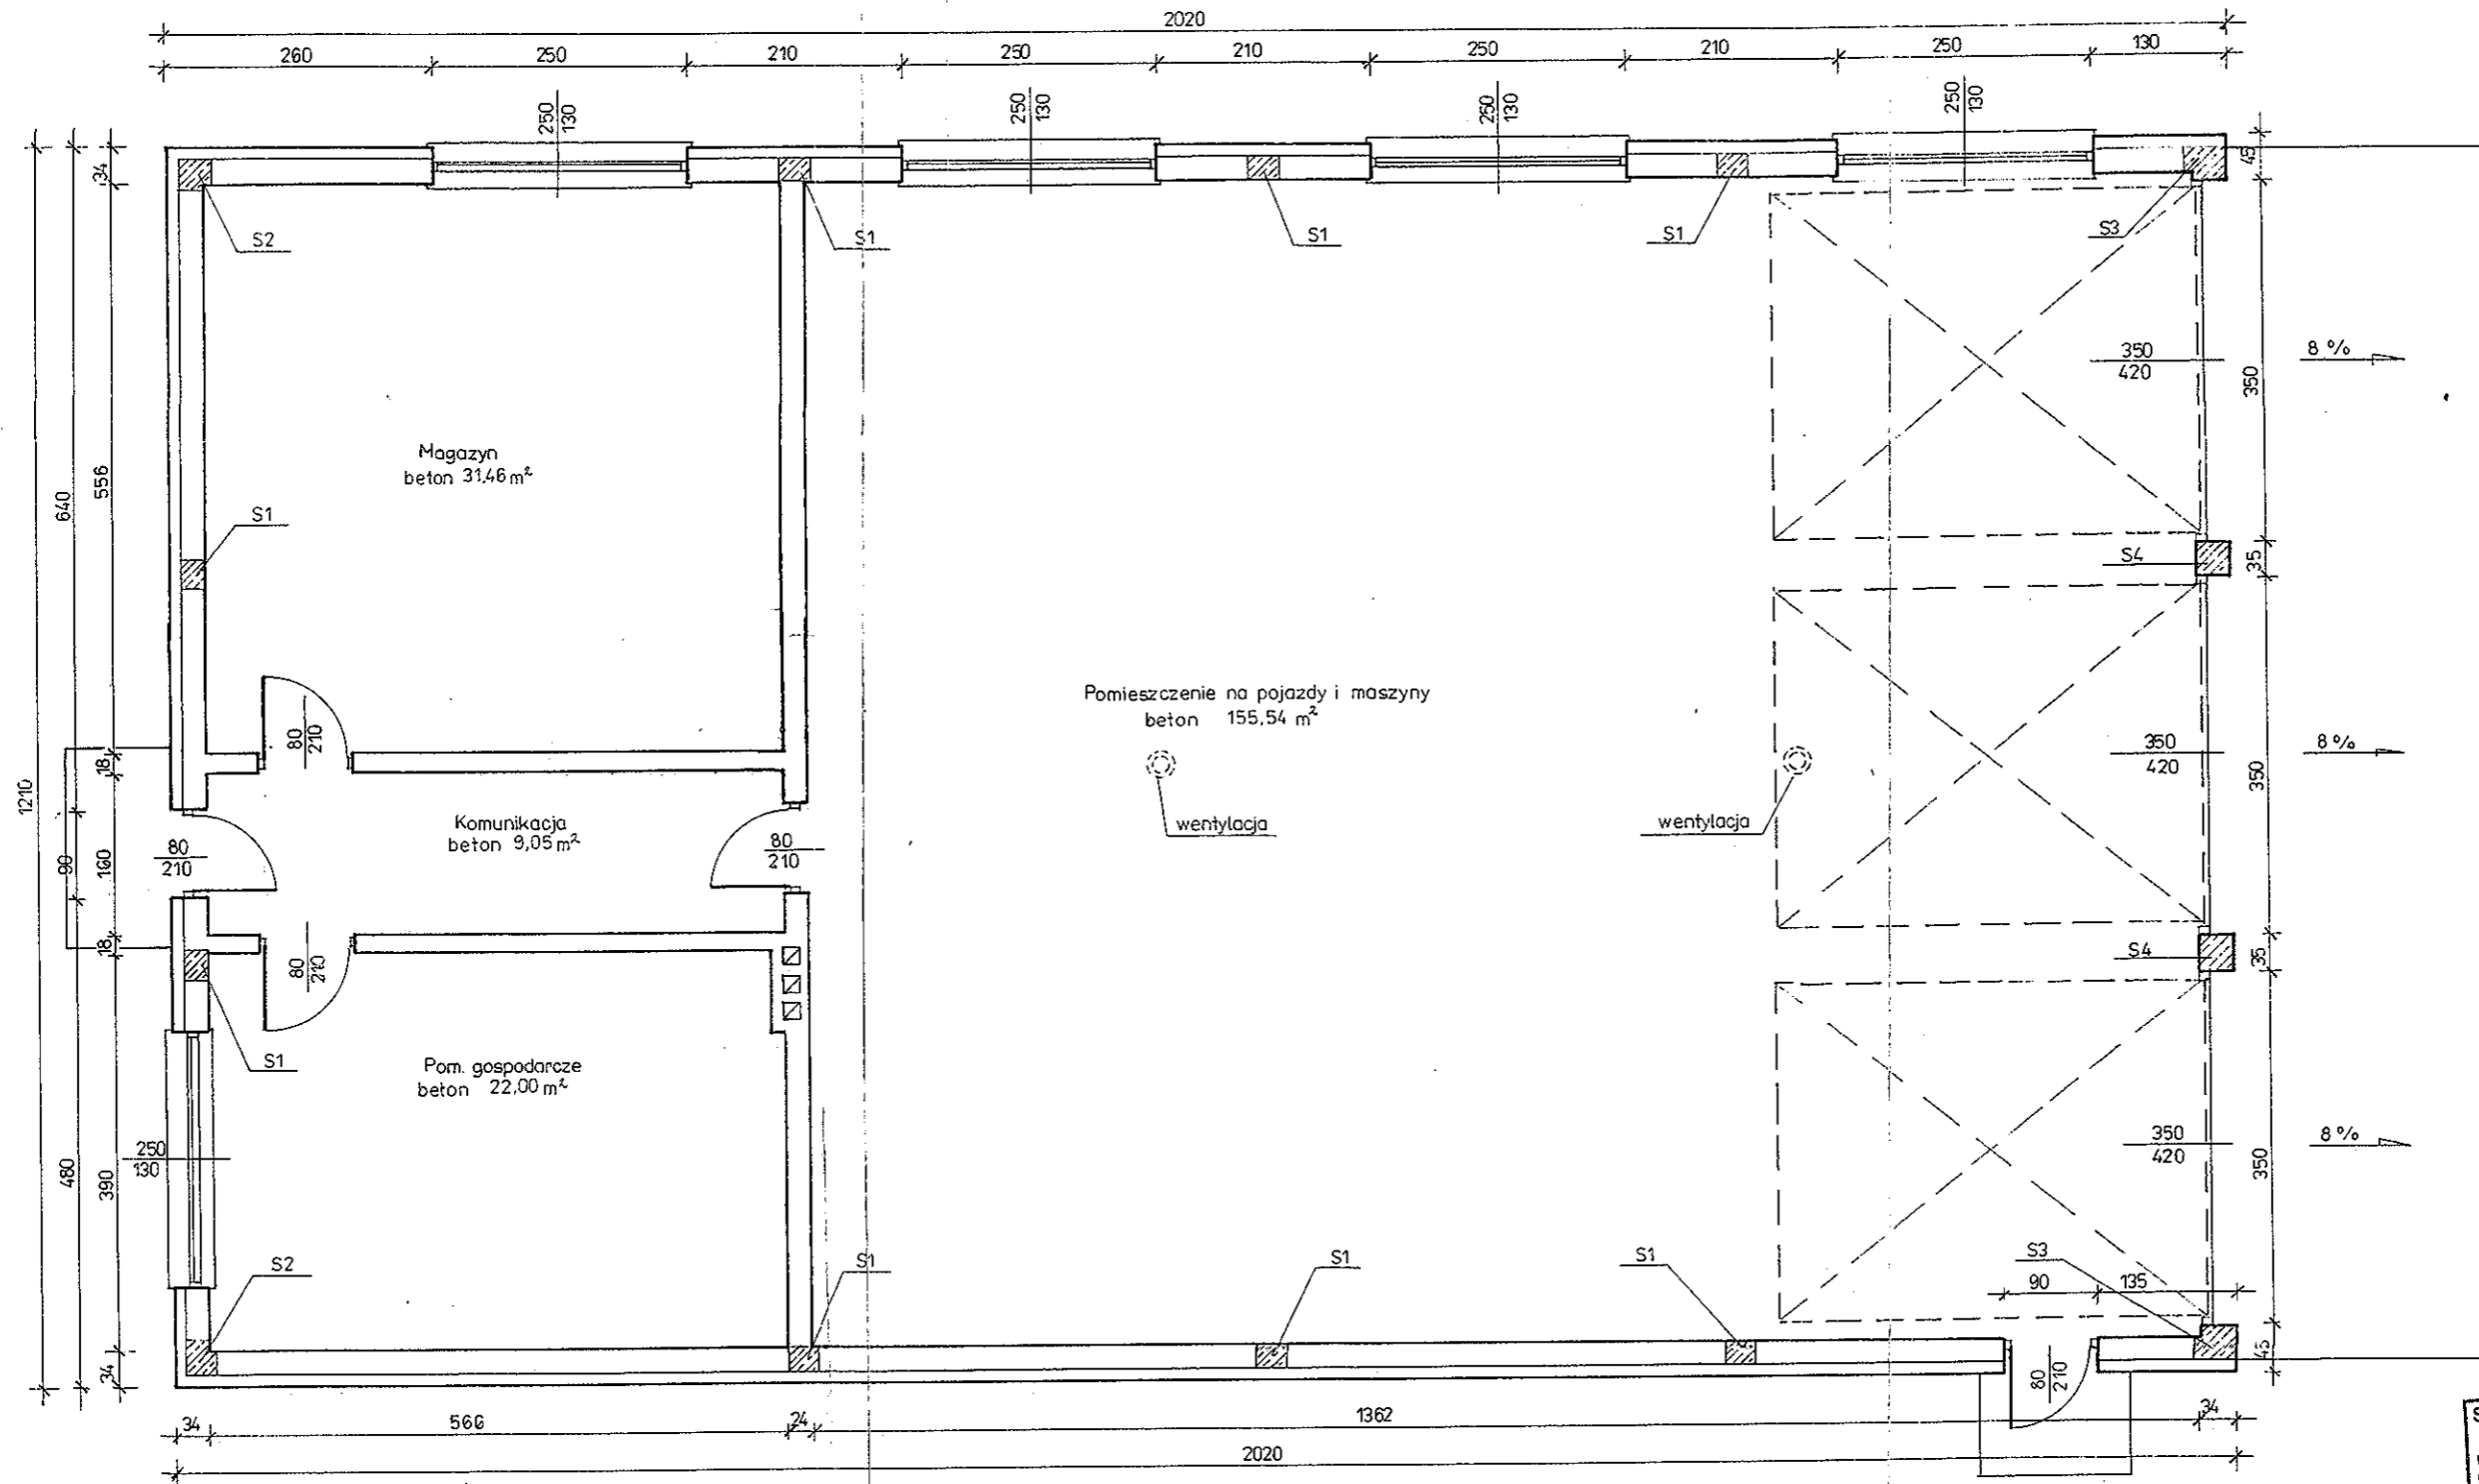 2020
260 250 210 250 210 250 210 250 130
250
130
250
130
250
130
250
130
34
45
S2
S1
S1
S1
S3
350
420
8 %
350
Magazyn
beton 31,46 m²
556
640
S1
S4
35
Pomieszczenie na pojazdy i maszyny
beton 155,54 m²
80
210
350
420
8 %
350
18
1210
Komunikacja
beton 9,05 m²
wentylacja
wentylacja
80
210
80
210
90
160
18
80
210
S4
35
S1
Pom. gospodarcze
beton 22,00 m²
350
420
8 %
350
250
130
480
390
S2
S1
S1
S1
S3
90 135
34
45
80
210
34 566 24 1362 34
2020